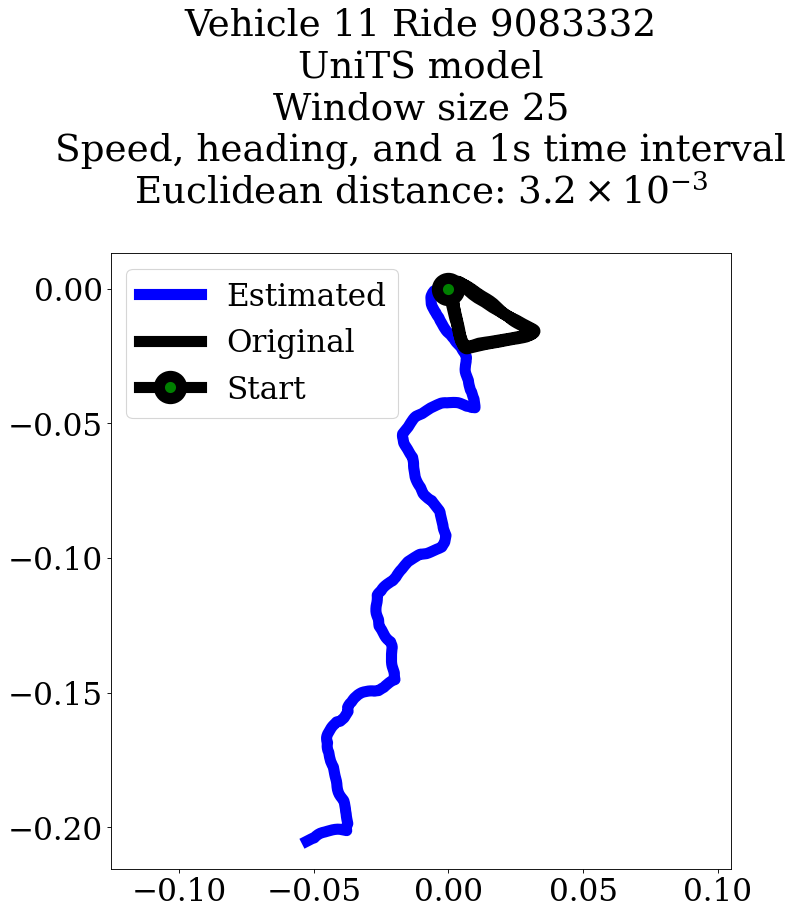 Vehicle 11 Ride 9083332
UniTS model
Window size 25
Speed, heading, and a 1s time interval
Euclidean distance: 3.2 × 10⁻³
Estimated
Original
Start
0.00
−0.05
−0.10
−0.15
−0.20
−0.10 −0.05 0.00 0.05 0.10